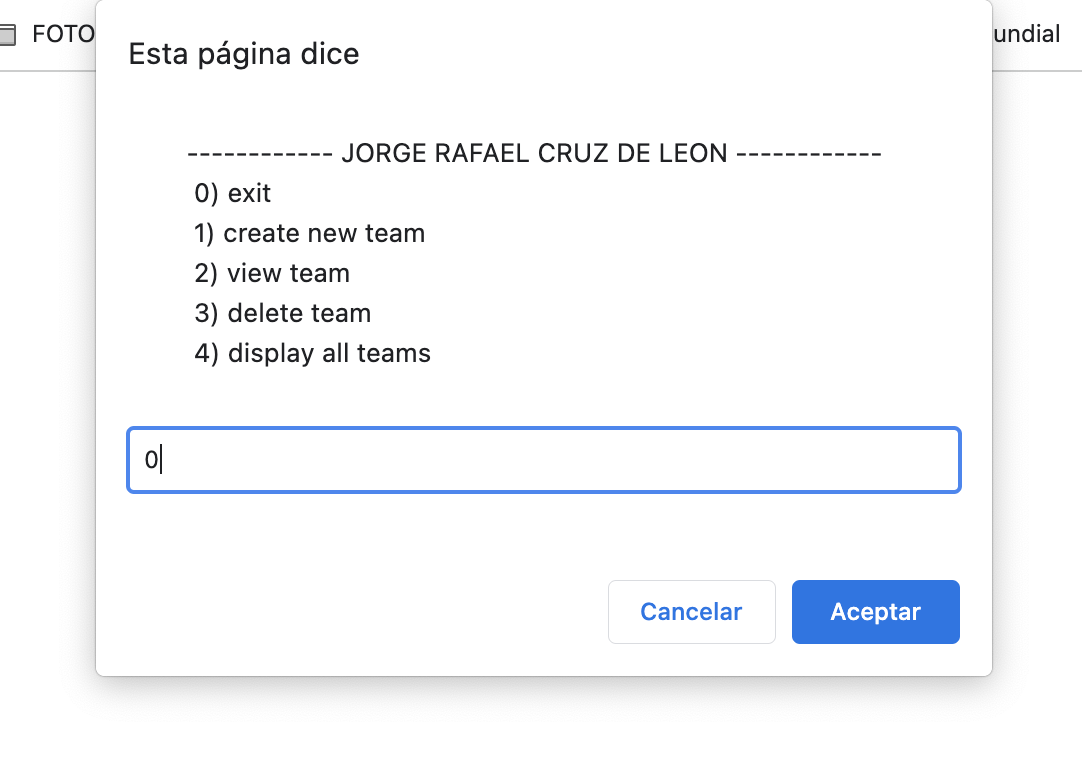 FOTO
undial
Esta página dice
------------ JORGE RAFAEL CRUZ DE LEON ------------
0) exit
1) create new team
2) view team
3) delete team
4) display all teams
0
Cancelar
Aceptar